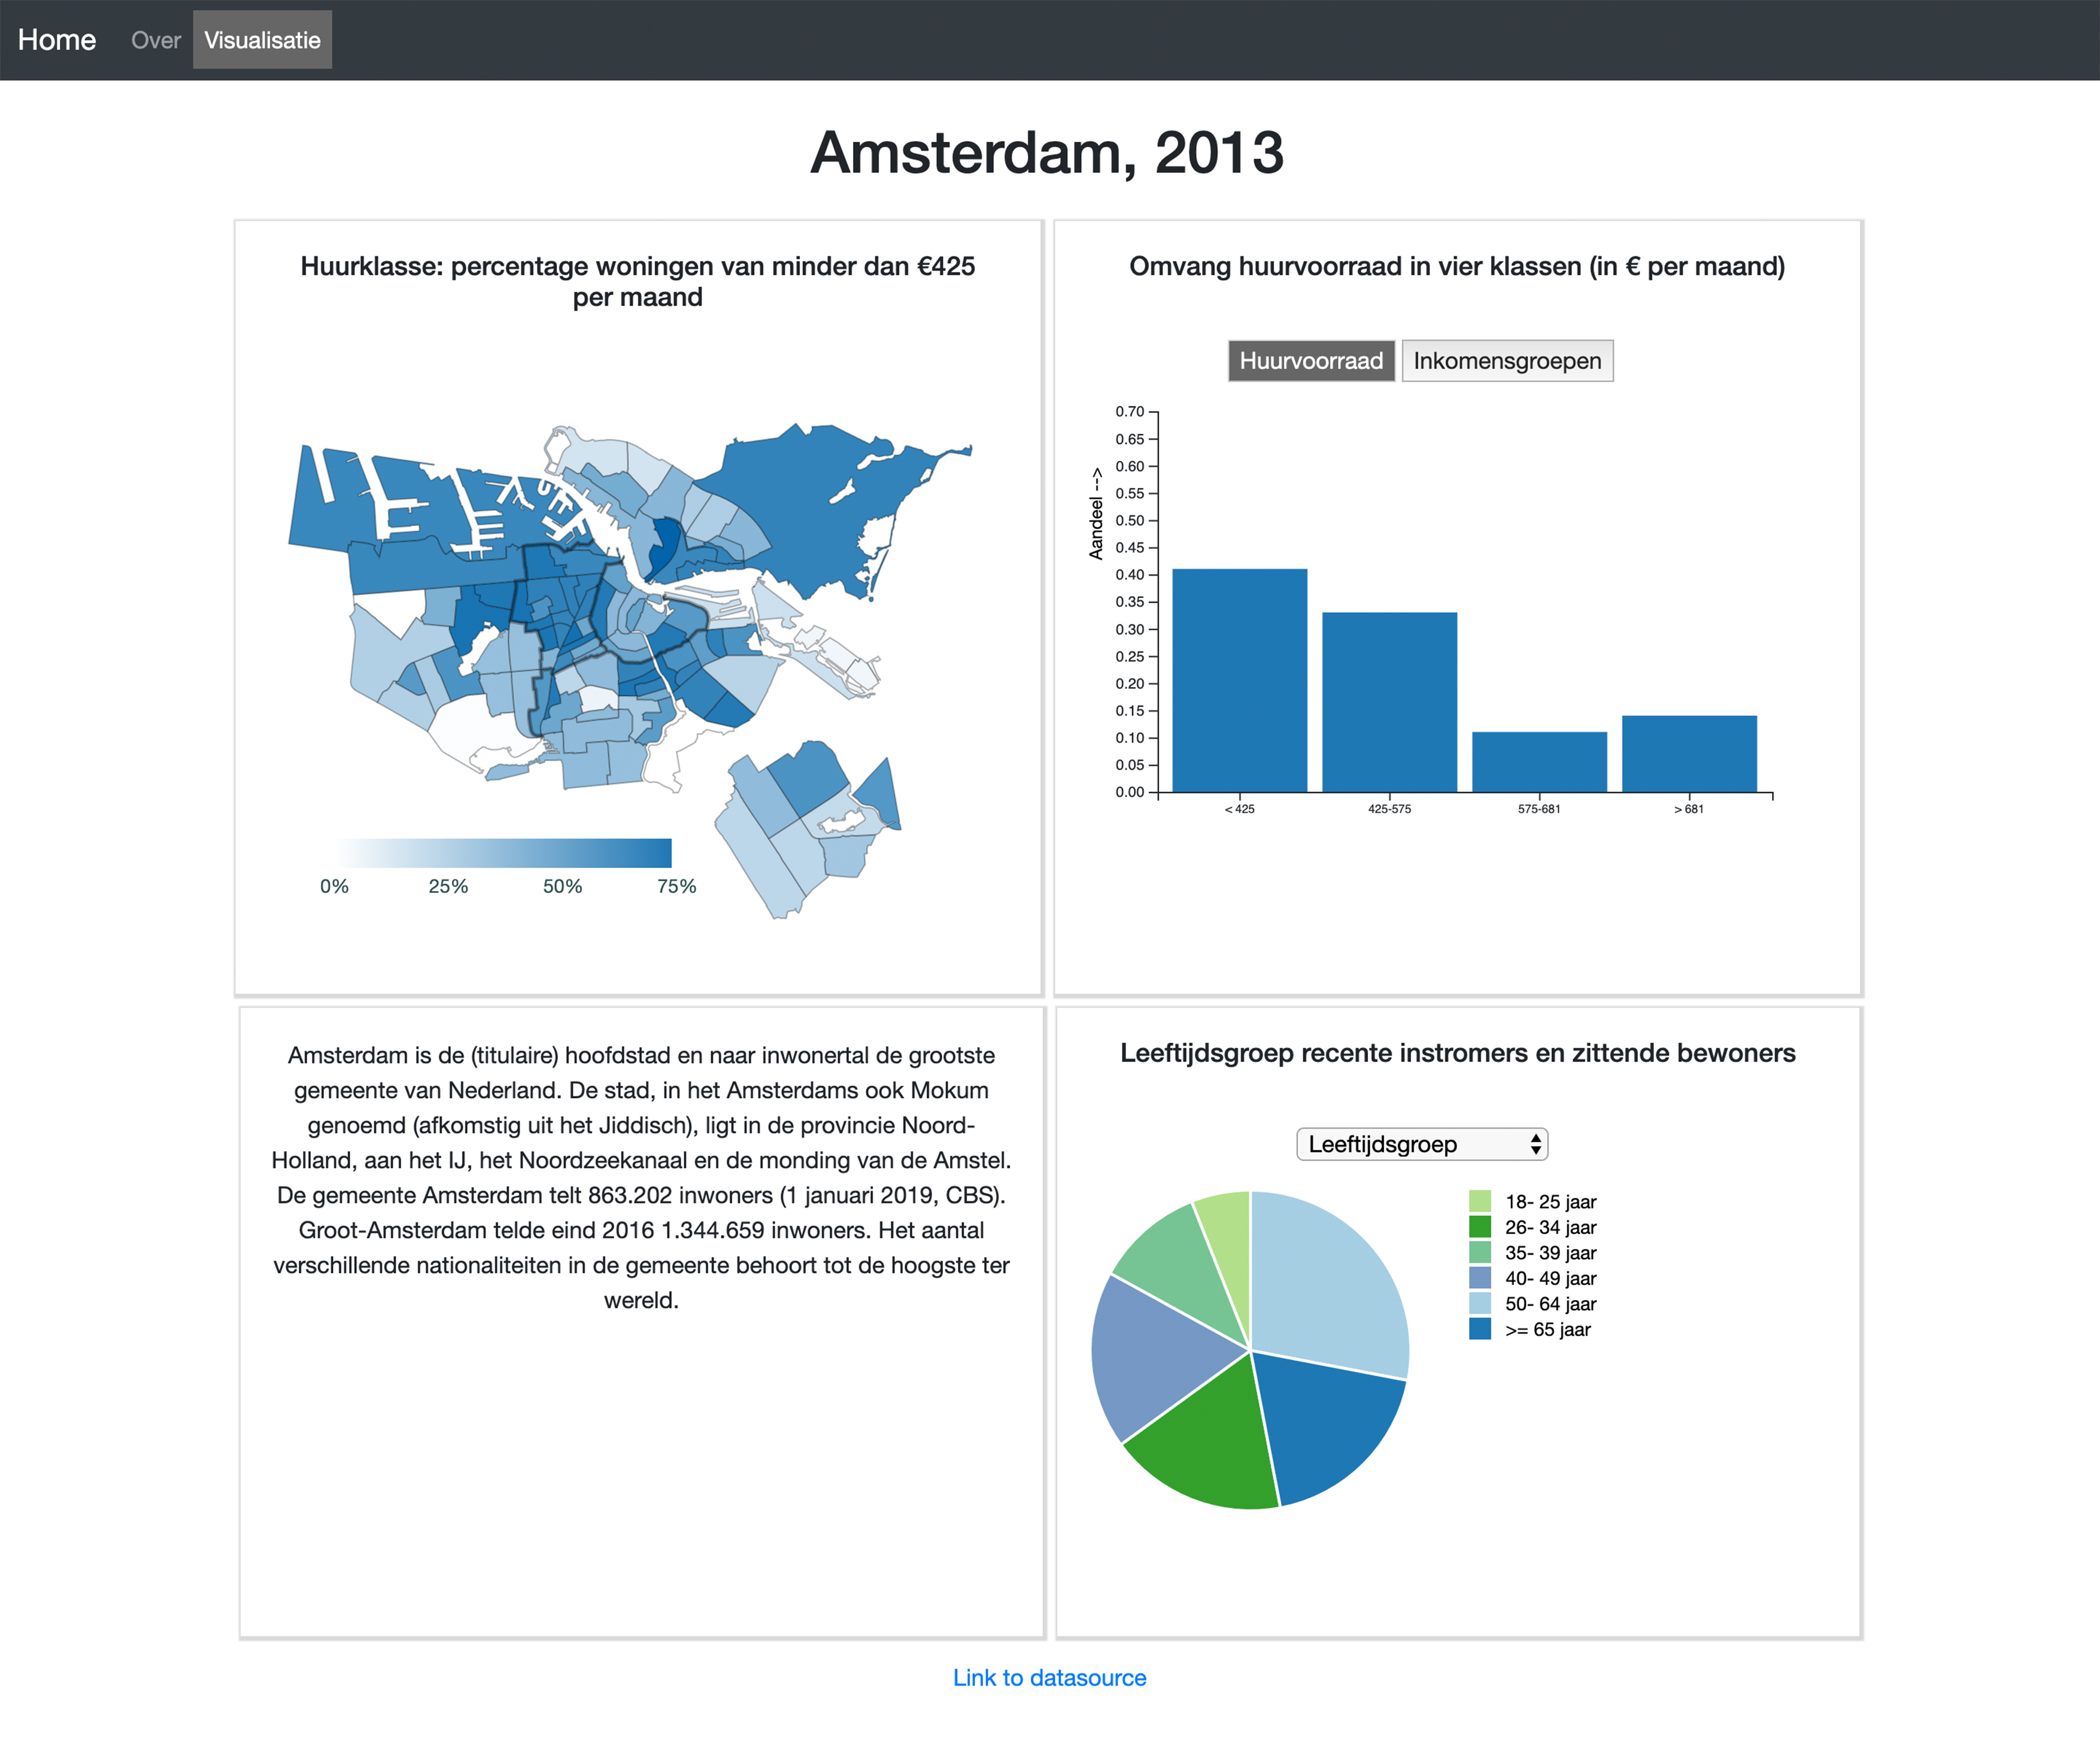 Home Over Visualisatie
Amsterdam, 2013
Huurklasse: percentage woningen van minder dan €425
per maand
0% 25% 50% 75%
Omvang huurvoorraad in vier klassen (in € per maand)
Huurvoorraad Inkomensgroepen
Aandeel -->
0.70
0.65
0.60
0.55
0.50
0.45
0.40
0.35
0.30
0.25
0.20
0.15
0.10
0.05
0.00
< 425 425-575 575-681 > 681
Amsterdam is de (titulaire) hoofdstad en naar inwonertal de grootste
gemeente van Nederland. De stad, in het Amsterdams ook Mokum
genoemd (afkomstig uit het Jiddisch), ligt in de provincie Noord-
Holland, aan het IJ, het Noordzeekanaal en de monding van de Amstel.
De gemeente Amsterdam telt 863.202 inwoners (1 januari 2019, CBS).
Groot-Amsterdam telde eind 2016 1.344.659 inwoners. Het aantal
verschillende nationaliteiten in de gemeente behoort tot de hoogste ter
wereld.
Leeftijdsgroep recente instromers en zittende bewoners
Leeftijdsgroep
18- 25 jaar
26- 34 jaar
35- 39 jaar
40- 49 jaar
50- 64 jaar
>= 65 jaar
Link to datasource